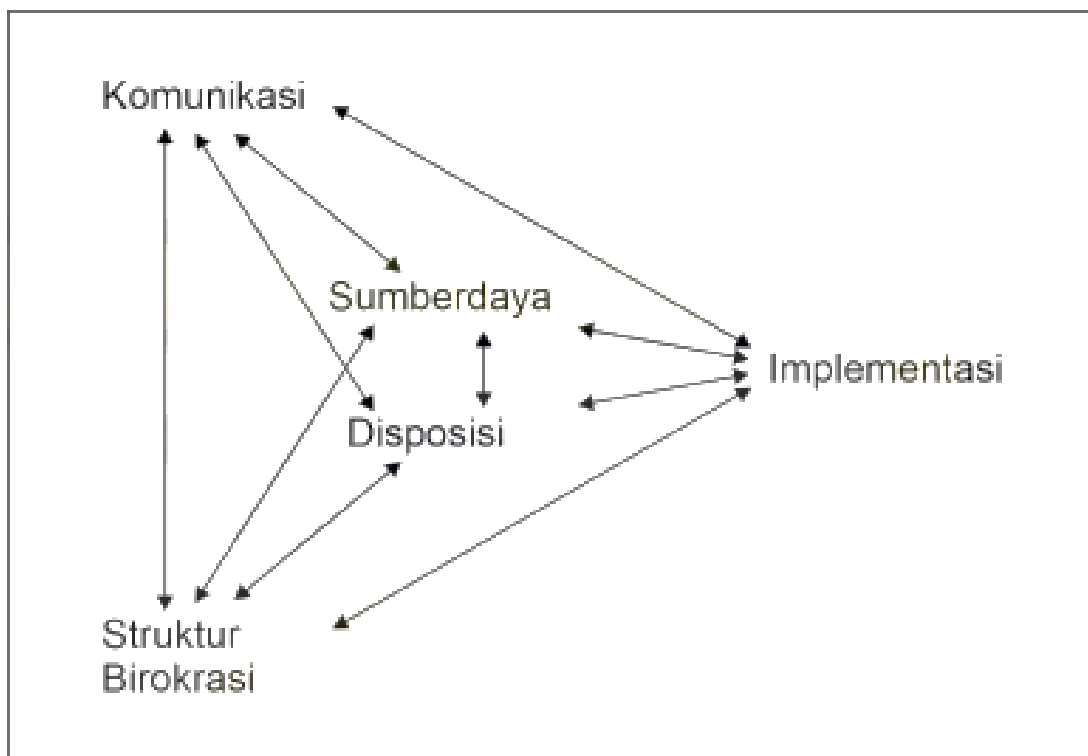 Komunikasi
Sumberdaya
Implementasi
Disposisi
Struktur
Birokrasi